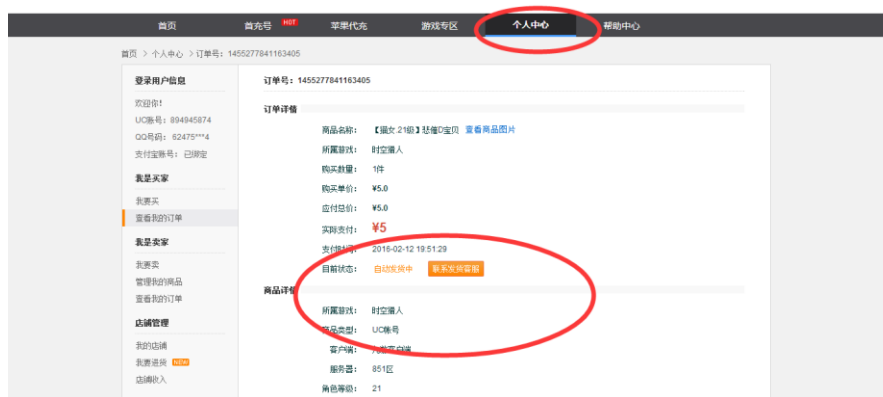 首页 首充号 HOT 苹果代充 游戏专区 个人中心 帮助中心
首页 > 个人中心 > 订单号：1455277841163405
登录用户信息
欢迎你!
UC账号：894945874
QQ号码：62475***4
支付宝账号：已绑定
我是买家
我要买
查看我的订单
我是卖家
我要卖
管理我的商品
查看我的订单
店铺管理
我的店铺
我要进货 NEW
店铺收入
订单号：1455277841163405
订单详情
商品名称：【猎女.21级】悲催D宝贝 查看商品图片
所属游戏：时空猎人
购买数量：1件
购买单价：¥5.0
应付总价：¥5.0
实际支付：¥5
支付时间：2016-02-12 19:51:29
目前状态：自动发货中 联系发货客服
商品详情
所属游戏：时空猎人
商品类型：UC账号
客户端：
服务器：851区
角色等级：21